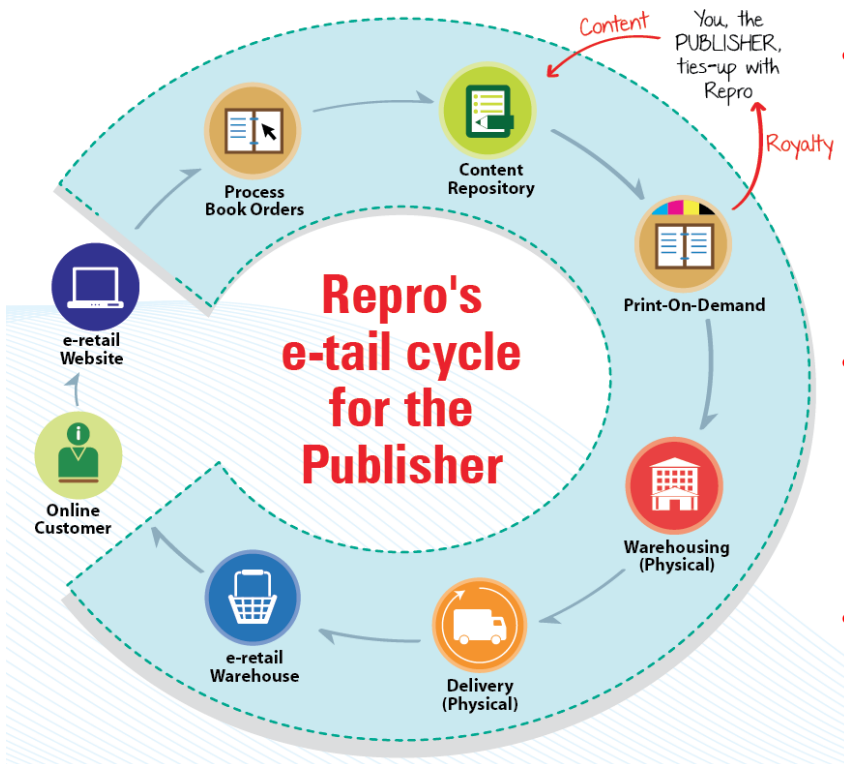 Content
You, the
PUBLISHER,
ties-up with
Repro
Royalty
Process
Book Orders
Content
Repository
Print-On-Demand
e-retail
Website
Repro's
e-tail cycle
for the
Publisher
Online
Customer
Warehousing
(Physical)
e-retail
Warehouse
Delivery
(Physical)